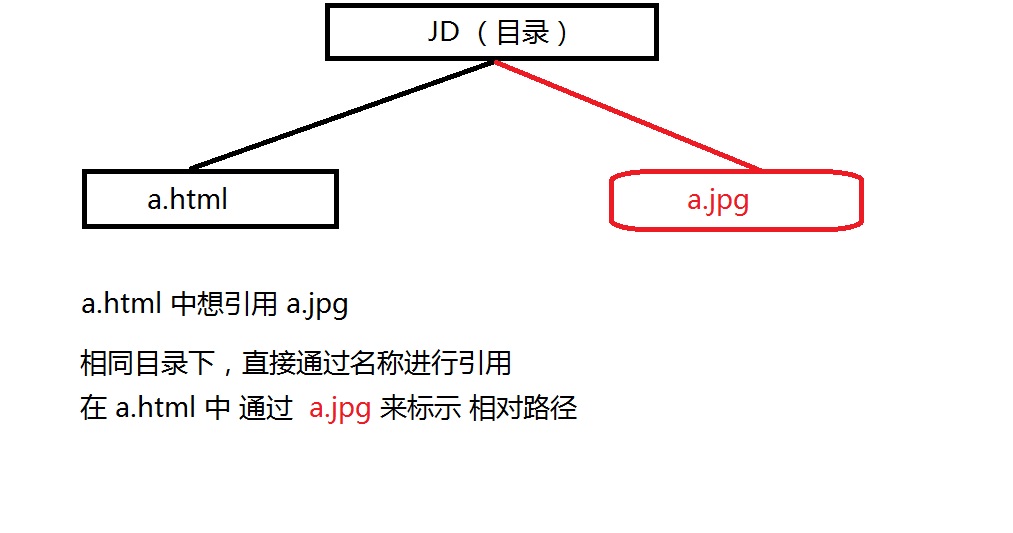 JD（目录）
a.html
a.jpg
a.html 中想引用 a.jpg
相同目录下，直接通过名称进行引用
在 a.html 中 通过 a.jpg 来标示 相对路径